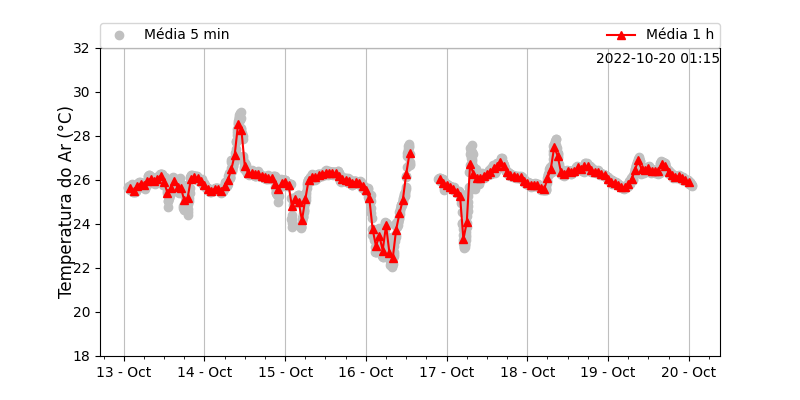 Média 5 min
Média 1 h
2022-10-20 01:15
Temperatura do Ar (°C)
32
30
28
26
24
22
20
18
13 - Oct
14 - Oct
15 - Oct
16 - Oct
17 - Oct
18 - Oct
19 - Oct
20 - Oct